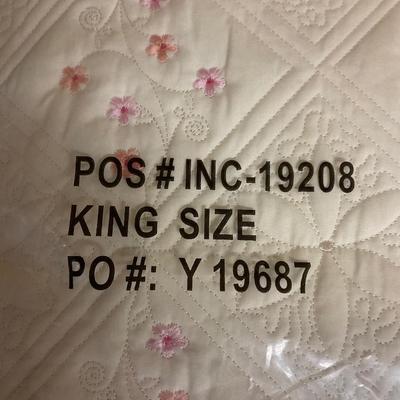 POS # INC-19208
KING SIZE
PO #: Y 19687